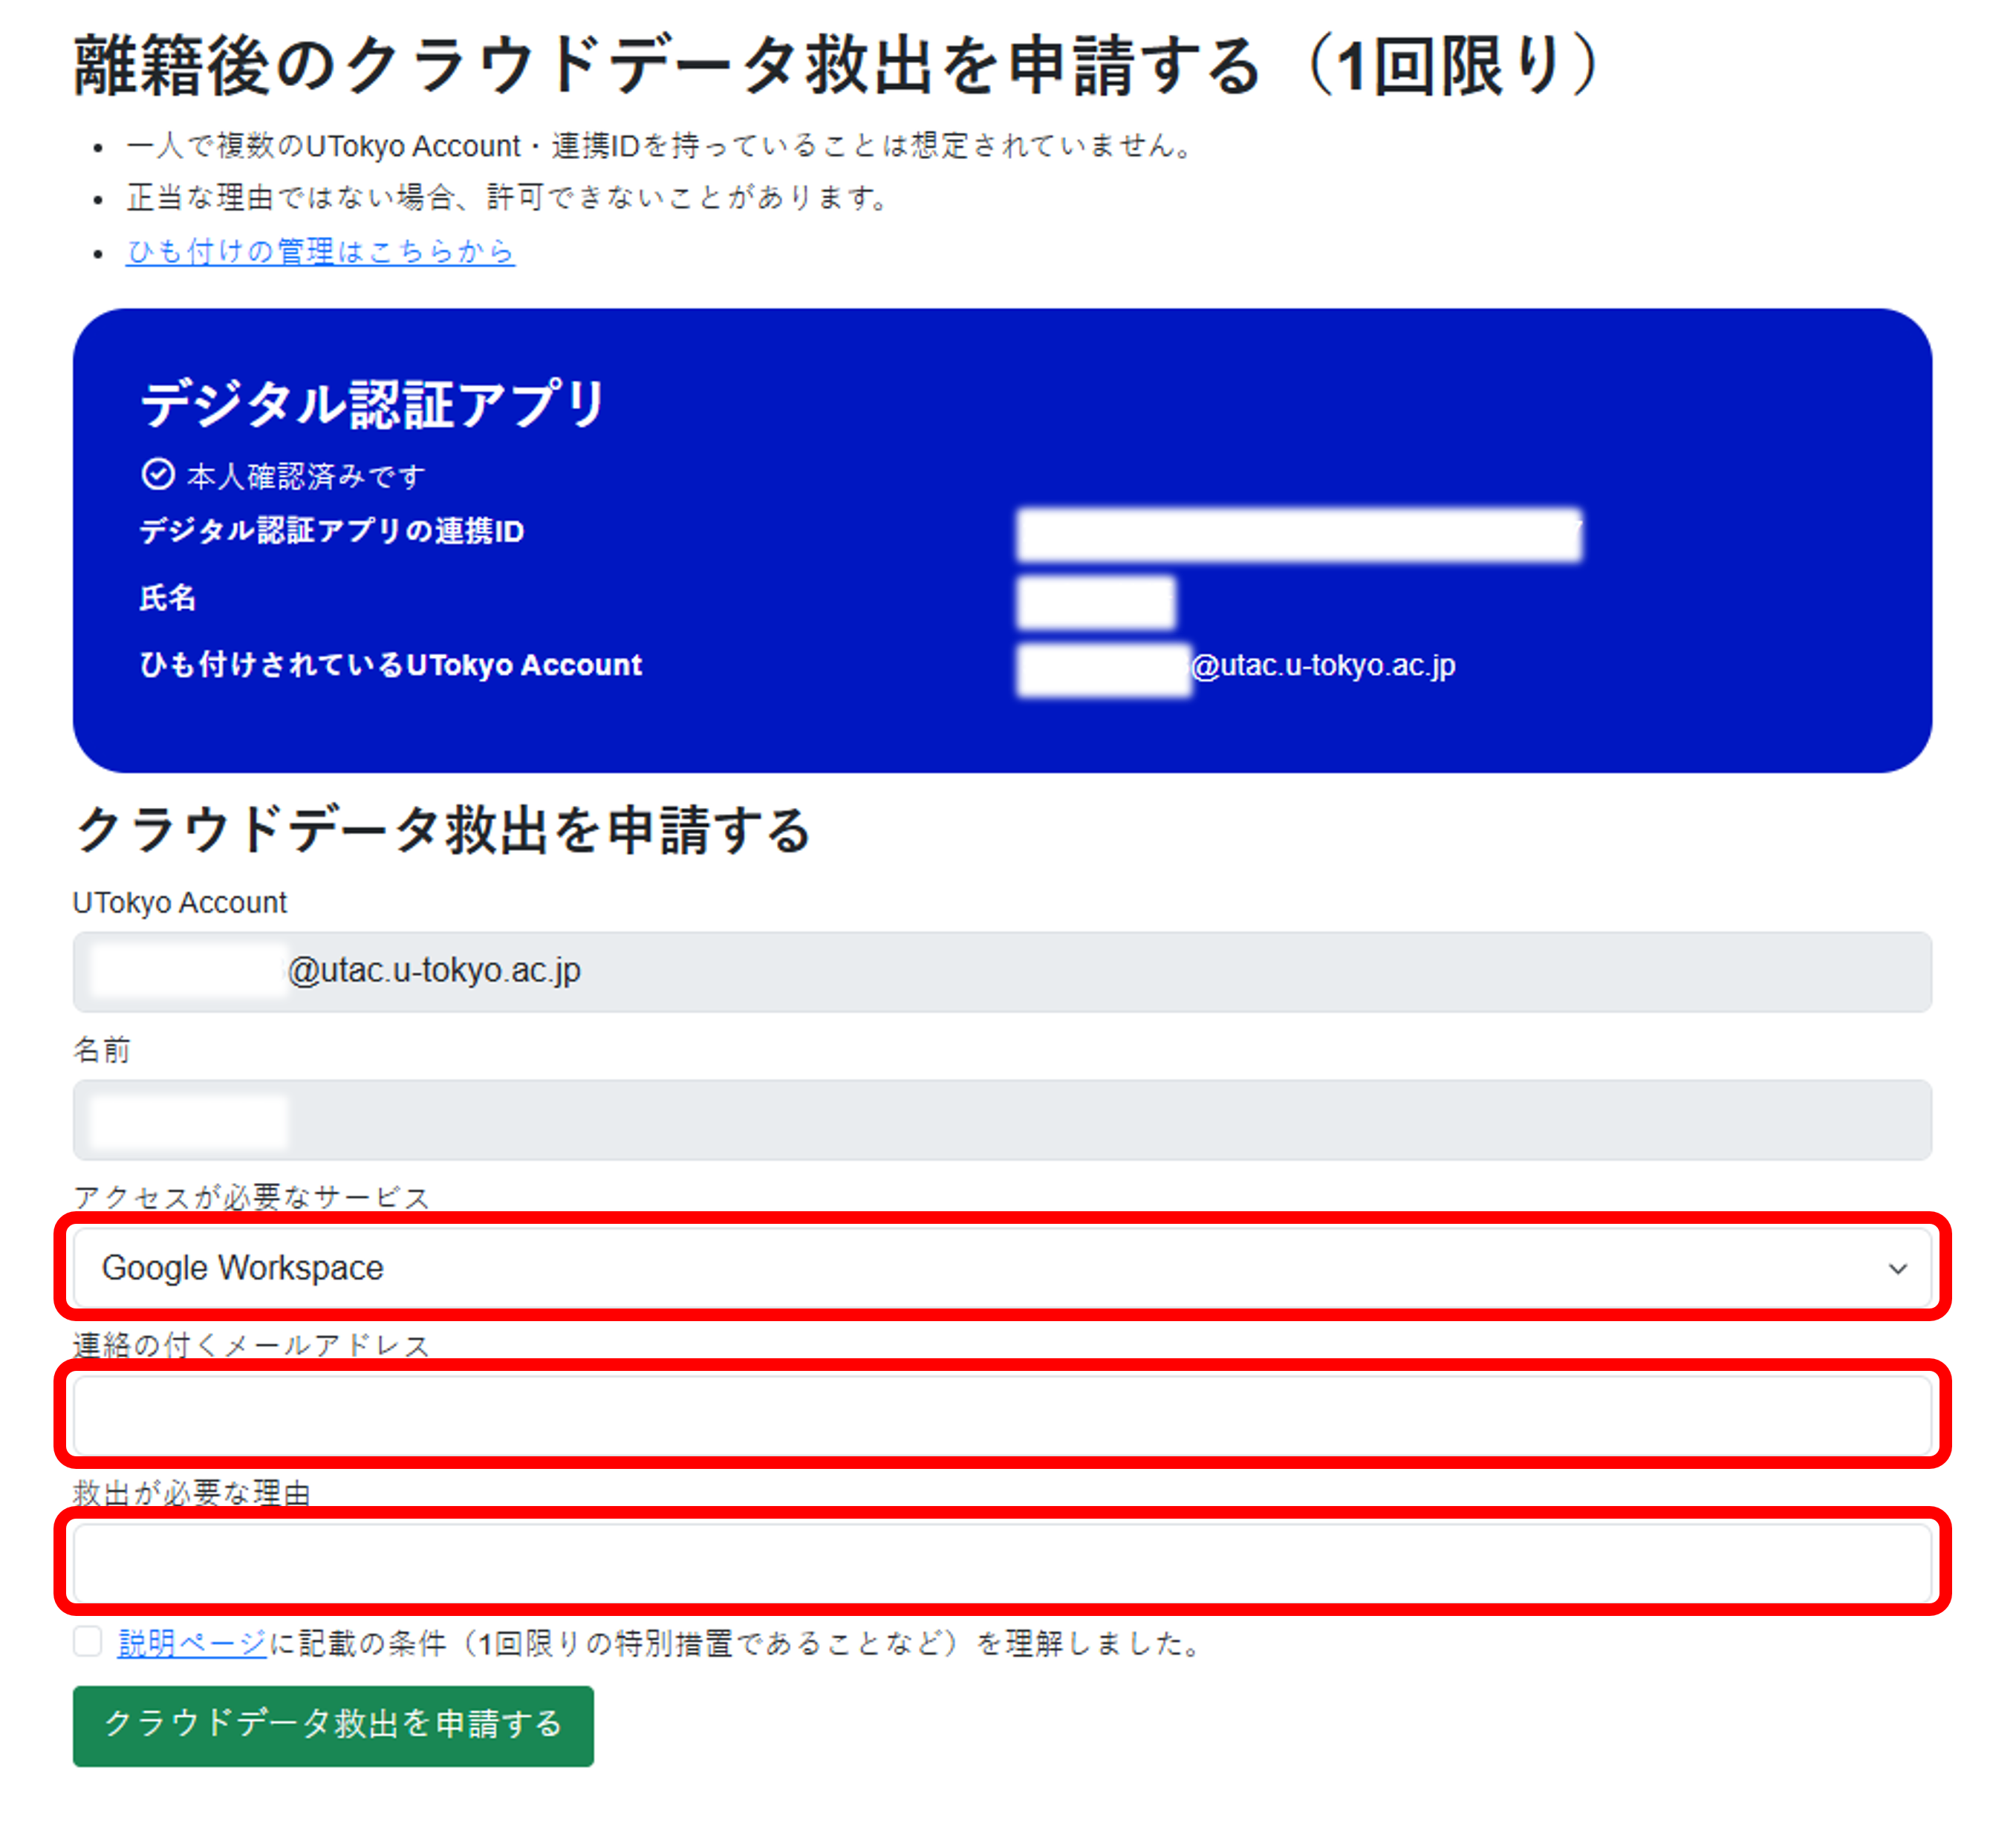 離籍後のクラウドデータ救出を申請する（1回限り）
一人で複数のUTokyo Account・連携IDを持っていることは想定されていません。
正当な理由ではない場合、許可できないことがあります。
ひも付けの管理はこちらから
デジタル認証アプリ
本人確認済みです
デジタル認証アプリの連携ID
氏名
ひも付けされているUTokyo Account @utac.u-tokyo.ac.jp
クラウドデータ救出を申請する
UTokyo Account
@utac.u-tokyo.ac.jp
名前
アクセスが必要なサービス
Google Workspace
連絡の付くメールアドレス
救出が必要な理由
説明ページに記載の条件（1回限りの特別措置であることなど）を理解しました。
クラウドデータ救出を申請する